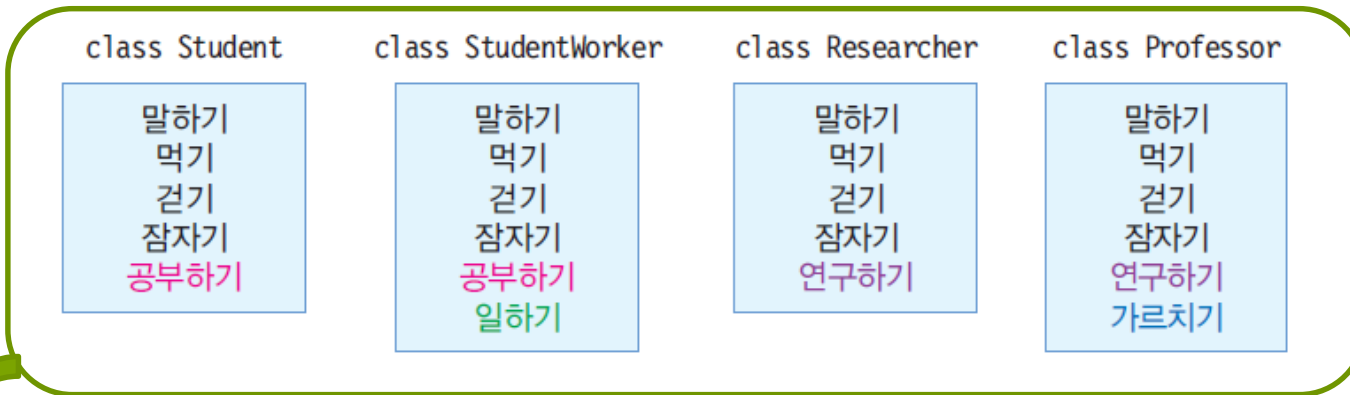 class Student
말하기
먹기
걷기
잠자기
공부하기
class StudentWorker
말하기
먹기
걷기
잠자기
공부하기
일하기
class Researcher
말하기
먹기
걷기
잠자기
연구하기
class Professor
말하기
먹기
걷기
잠자기
연구하기
가르치기